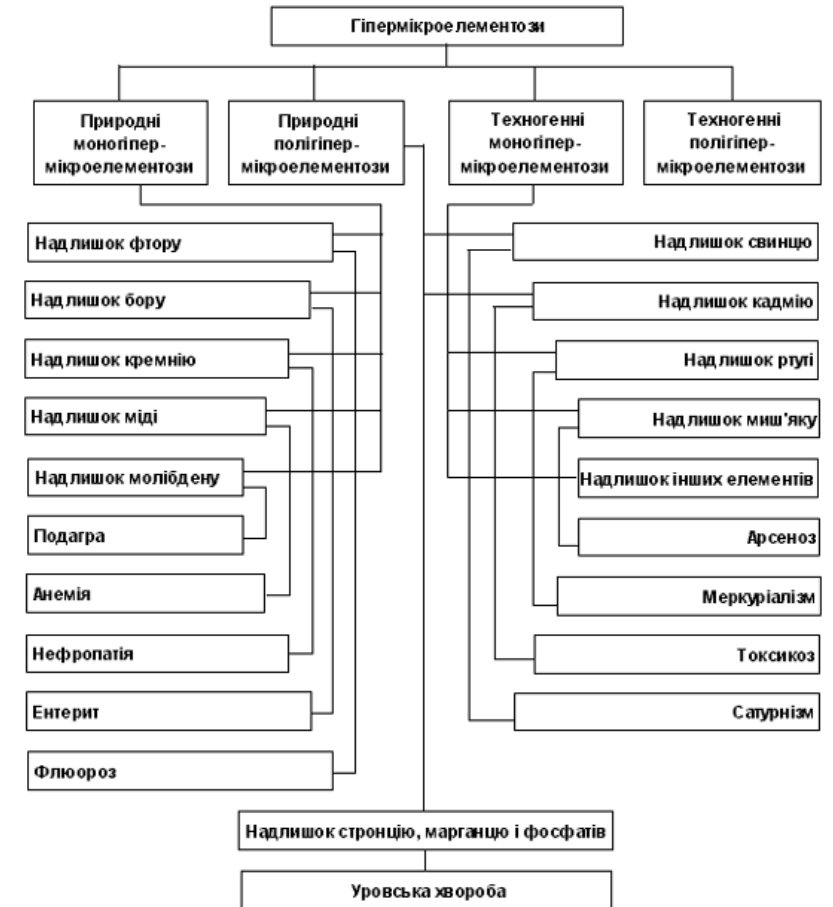 Гіпермікроелементози
Природні
моногіпер-
мікроелементози
Природні
полігіпер-
мікроелементози
Техногенні
моногіпер-
мікроелементози
Техногенні
полігіпер-
мікроелементози
Надлишок фтору
Надлишок бору
Надлишок кремнію
Надлишок міді
Надлишок молібдену
Подагра
Анемія
Нефропатія
Ентерит
Флюороз
Надлишок свинцю
Надлишок кадмію
Надлишок ртуті
Надлишок миш'яку
Надлишок інших елементів
Арсеноз
Меркуріалізм
Токсикоз
Сатурнізм
Надлишок стронцію, марганцю і фосфатів
Уровська хвороба